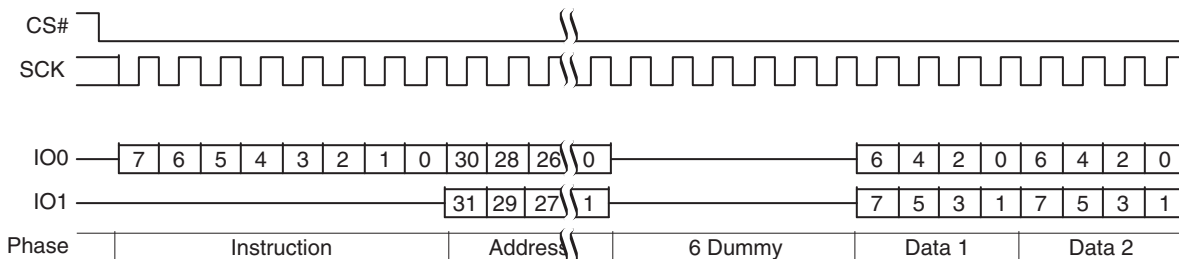 CS#
SCK
IO0 7 6 5 4 3 2 1 0 30 28 26 0 6 4 2 0 6 4 2 0
IO1 31 29 27 1 7 5 3 1 7 5 3 1
Phase Instruction Address 6 Dummy Data 1 Data 2